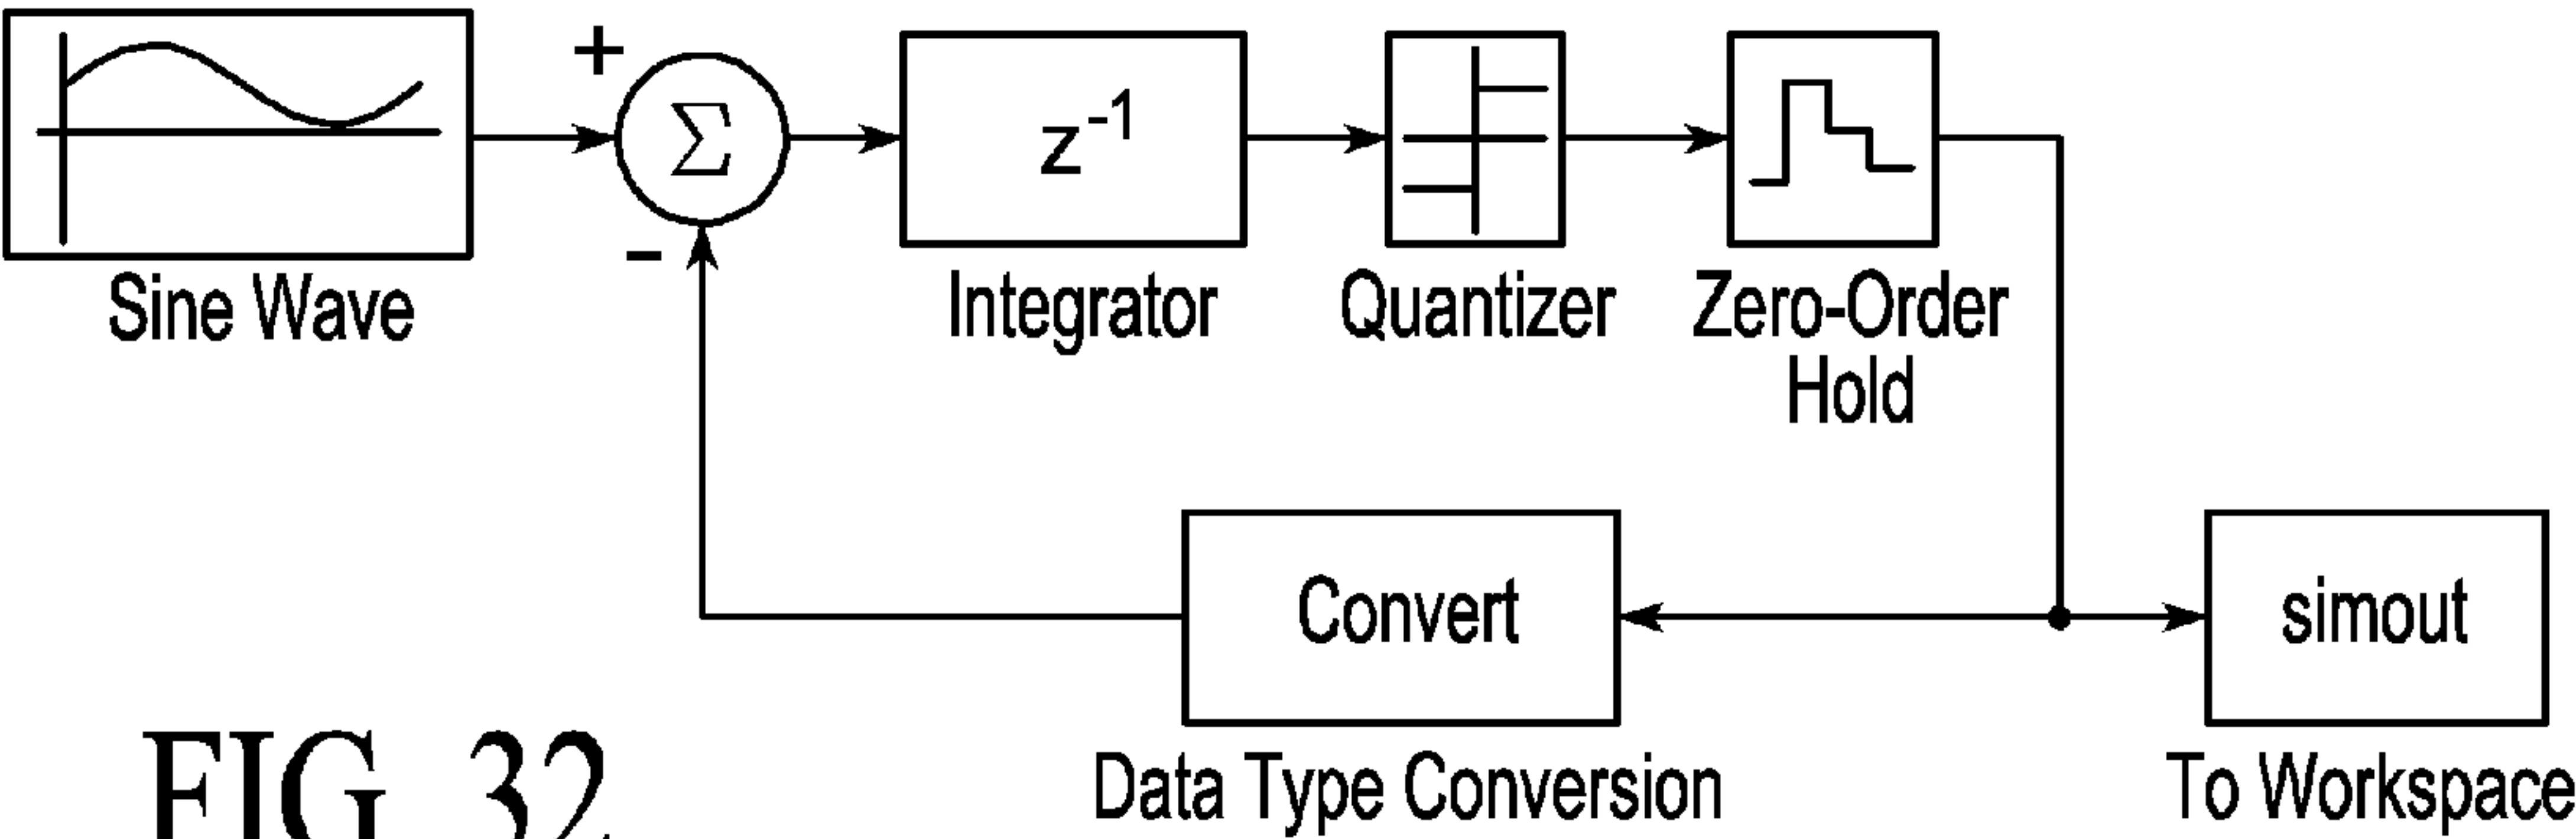 +
Σ
-
z-1
Sine Wave
Integrator
Quantizer
Zero-Order
Hold
Convert
simout
Data Type Conversion
To Workspace
FIG. 32